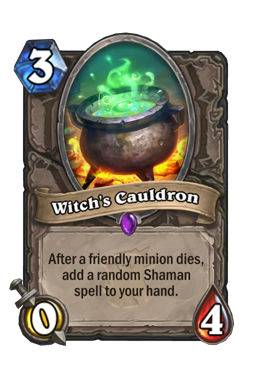 3
Witch's Cauldron
After a friendly minion dies,
add a random Shaman
spell to your hand.
0
4